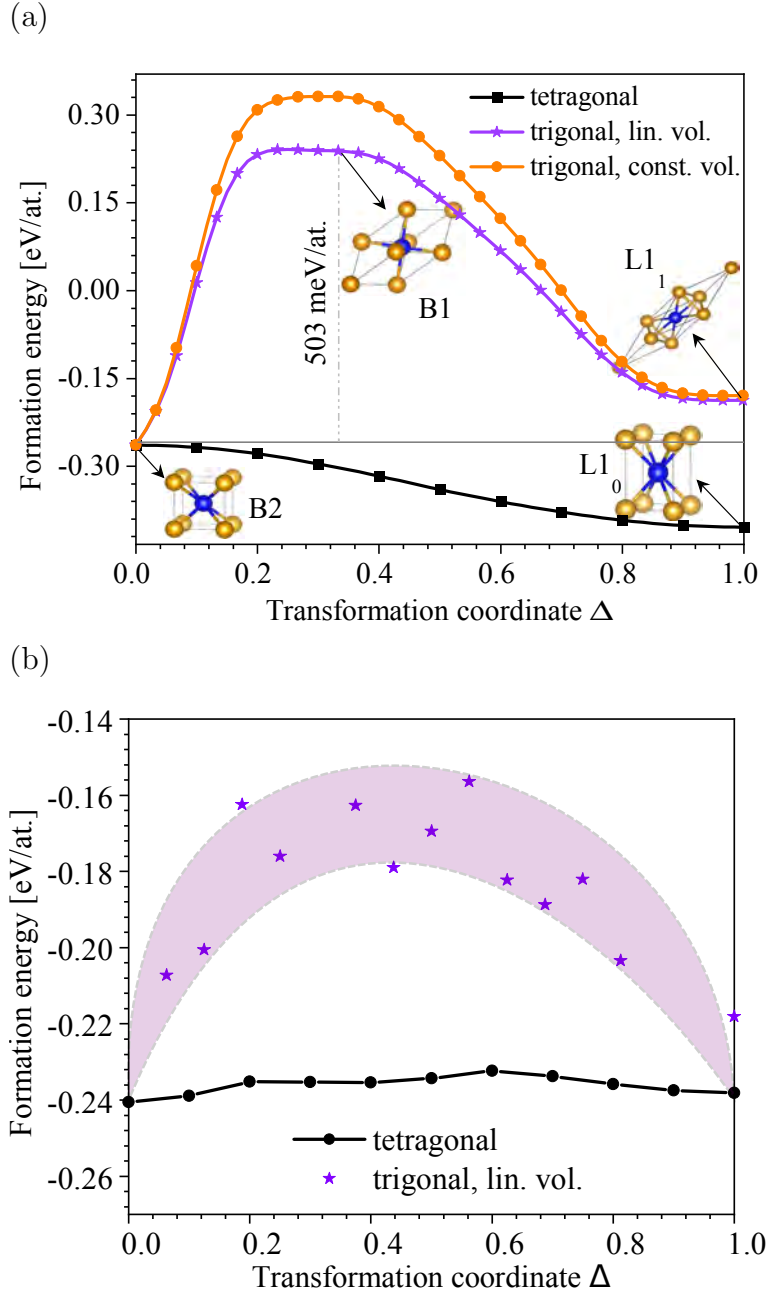 (a)
tetragonal
trigonal, lin. vol.
trigonal, const. vol.
0.30
0.15
0.00
-0.15
-0.30
Formation energy [eV/at.]
503 meV/at.
B1
L1₁
L1₀
B2
0.0 0.2 0.4 0.6 0.8 1.0
Transformation coordinate Δ
(b)
-0.14
-0.16
-0.18
-0.20
-0.22
-0.24
-0.26
Formation energy [eV/at.]
tetragonal
trigonal, lin. vol.
0.0 0.2 0.4 0.6 0.8 1.0
Transformation coordinate Δ